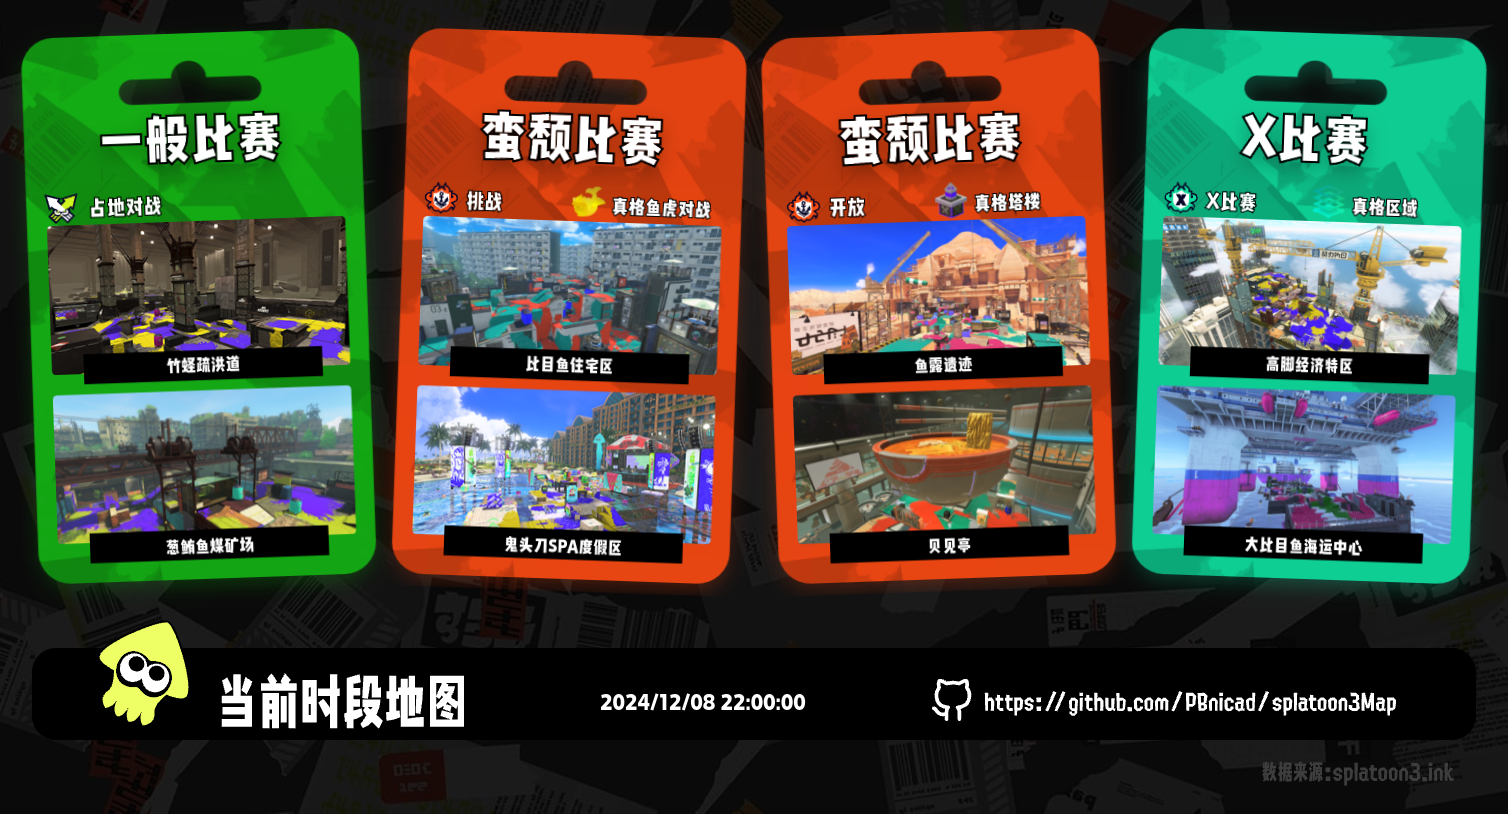 一般比赛
占地对战
竹蛏疏洪道
葱鲔鱼煤矿场
蛮颓比赛
挑战
真格鱼虎对战
比目鱼住宅区
鬼头刀SPA度假区
蛮颓比赛
开放
真格塔楼
鱼露遗迹
贝见亭
X比赛
X比赛
真格区域
高脚经济特区
大比目鱼海运中心
当前时段地图
2024/12/08 22:00:00
https://github.com/PBnicad/splatoon3Map
数据来源:splatoon3.ink